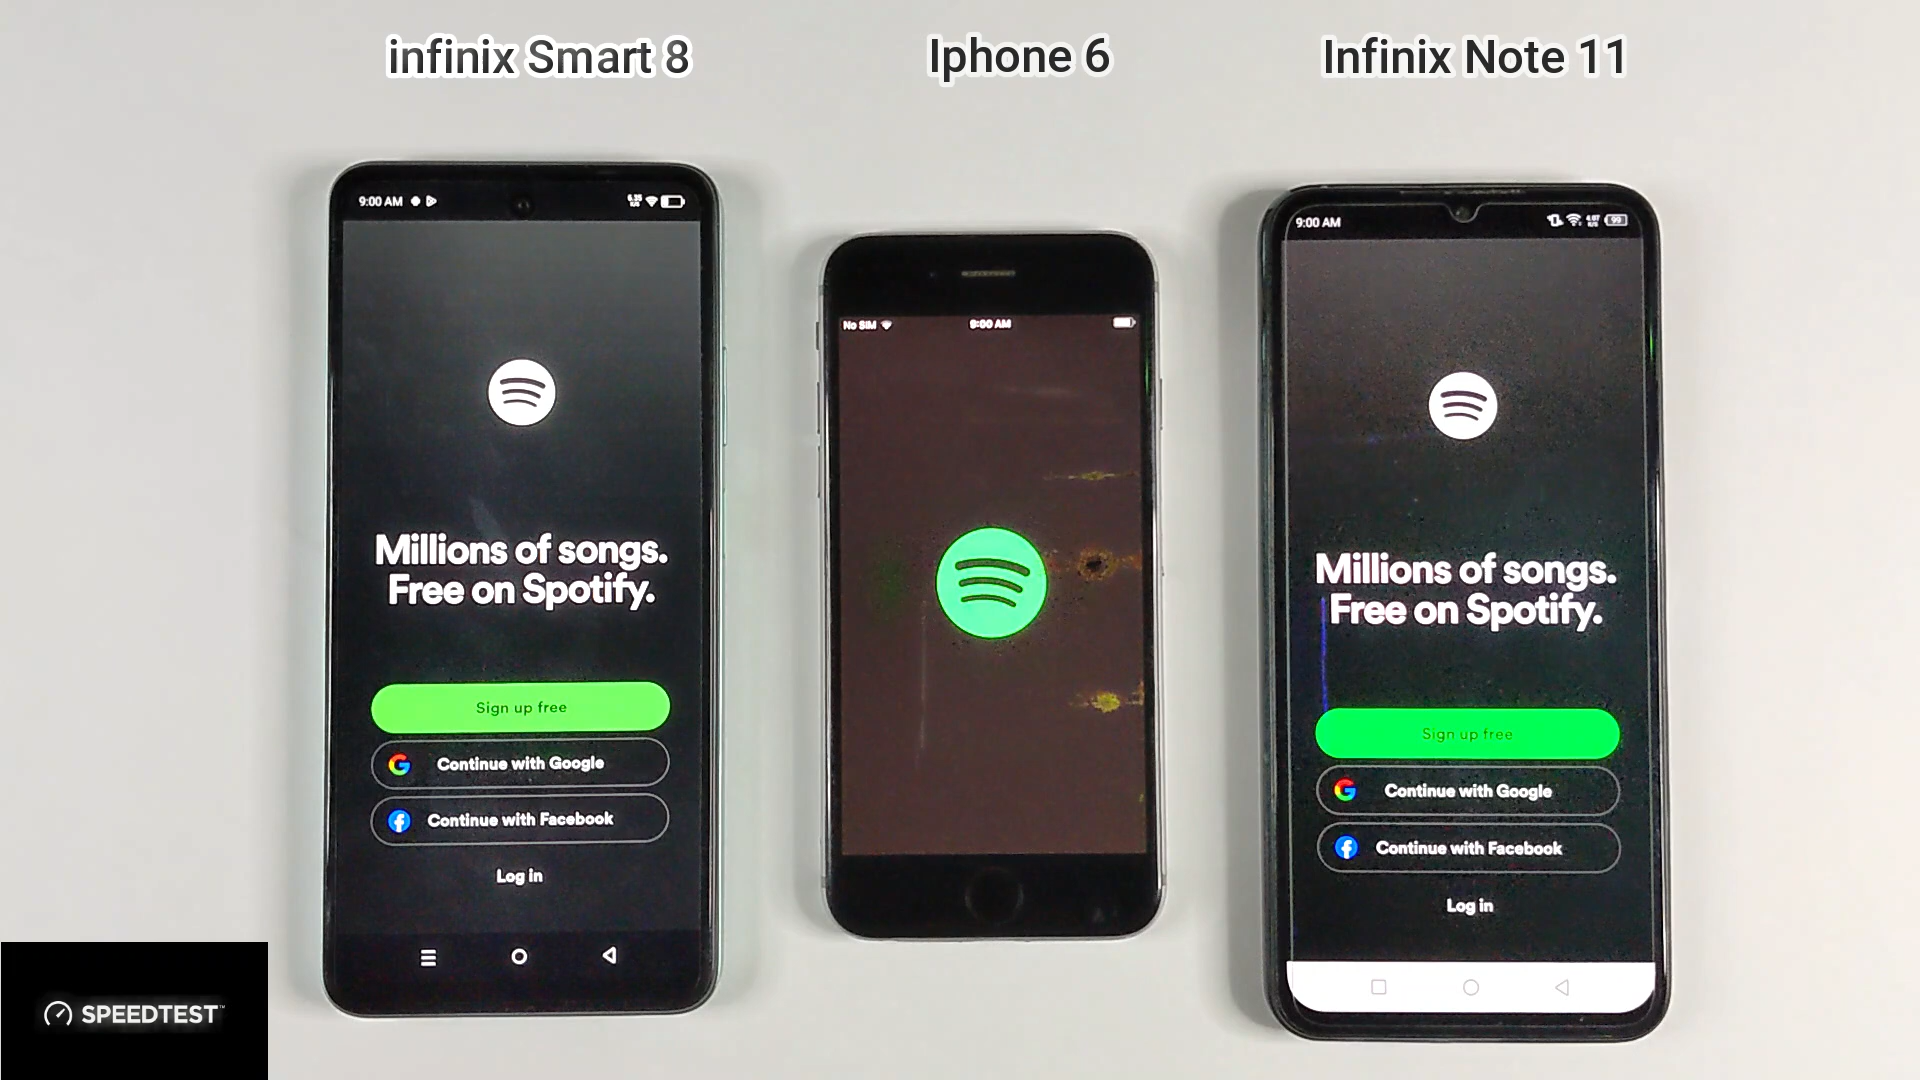 infinix Smart 8
Iphone 6
Infinix Note 11
9:00 AM
Millions of songs.
Free on Spotify.
Sign up free
Continue with Google
Continue with Facebook
Log in
No SIM
9:00 AM
9:00 AM
99
Millions of songs.
Free on Spotify.
Sign up free
Continue with Google
Continue with Facebook
Log in
SPEEDTEST